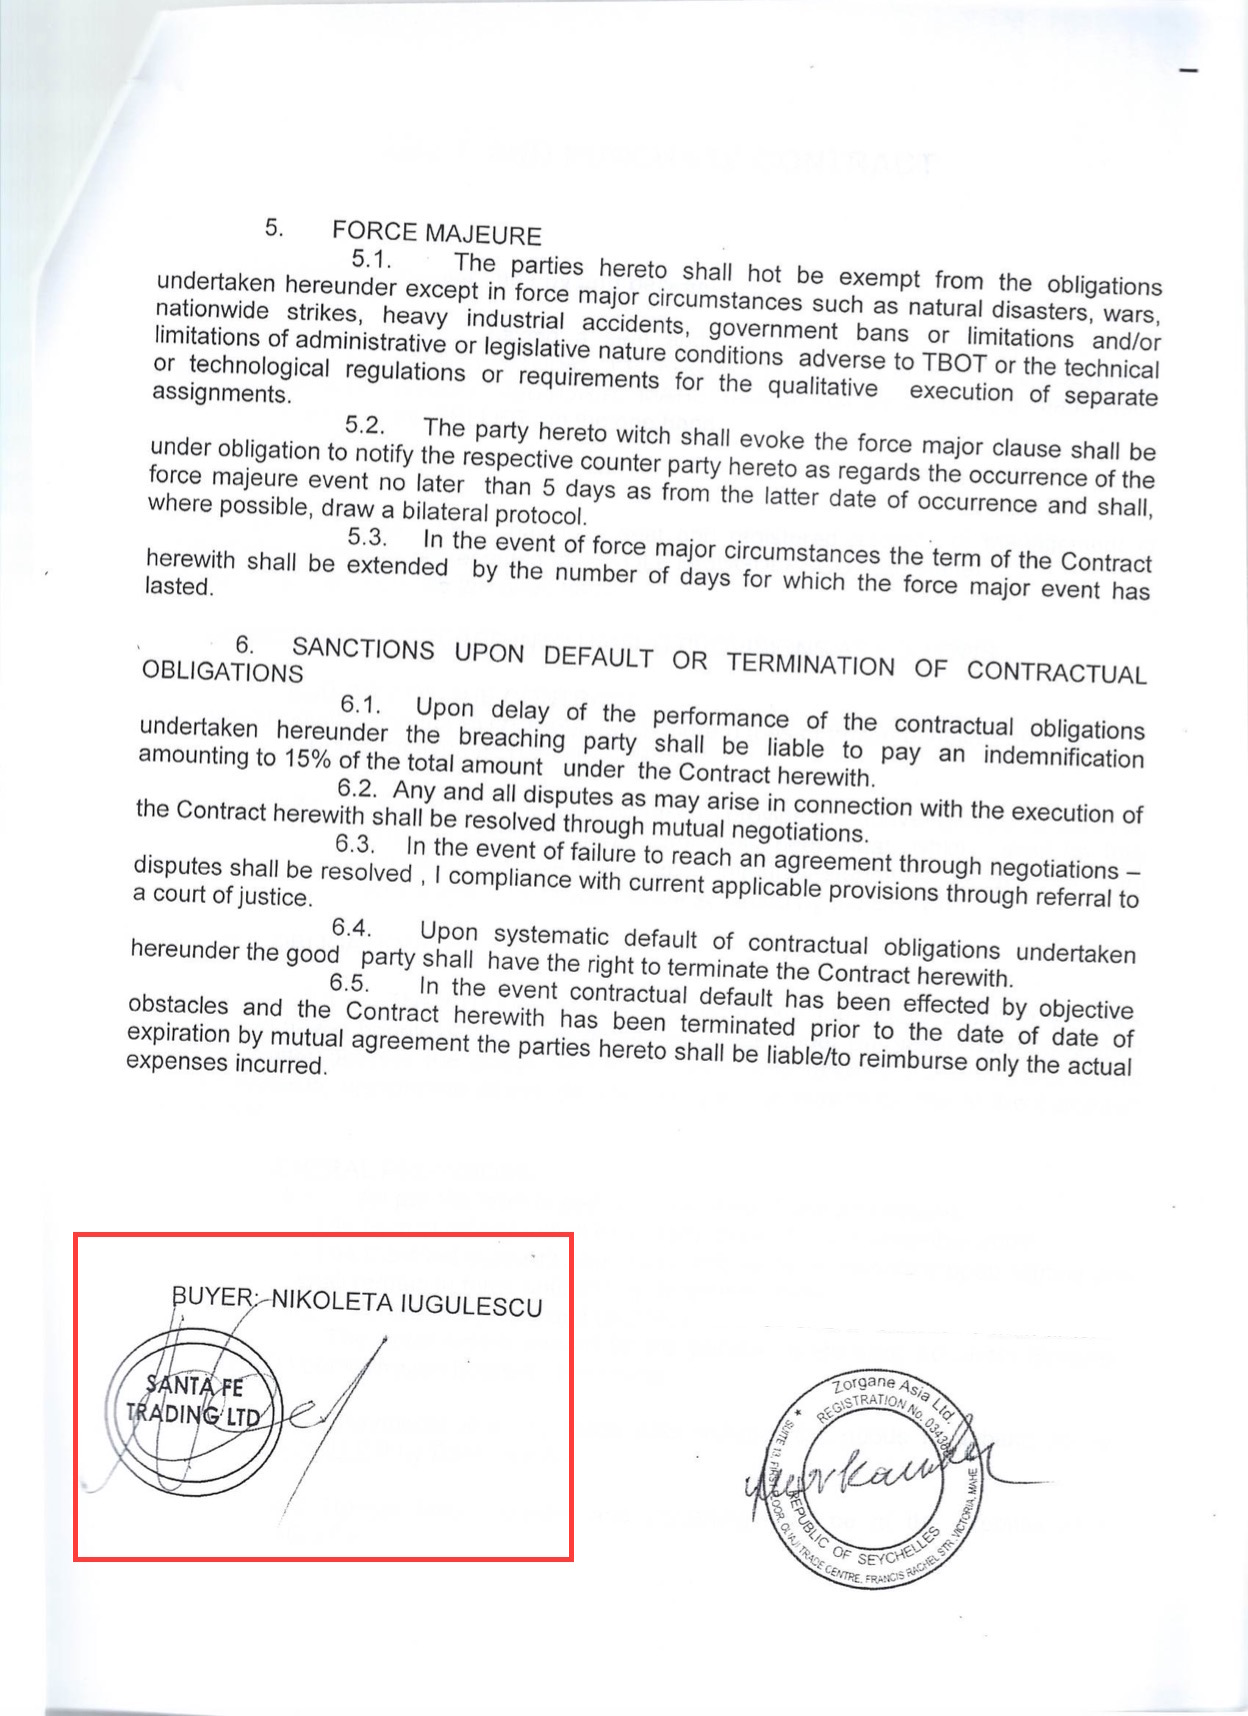 5. FORCE MAJEURE
5.1. The parties hereto shall hot be exempt from the obligations
undertaken hereunder except in force major circumstances such as natural disasters, wars,
nationwide strikes, heavy industrial accidents, government bans or limitations and/or
limitations of administrative or legislative nature conditions adverse to TBOT or the technical
or technological regulations or requirements for the qualitative execution of separate
assignments.
5.2. The party hereto witch shall evoke the force major clause shall be
under obligation to notify the respective counter party hereto as regards the occurrence of the
force majeure event no later than 5 days as from the latter date of occurrence and shall,
where possible, draw a bilateral protocol.
5.3. In the event of force major circumstances the term of the Contract
herewith shall be extended by the number of days for which the force major event has
lasted.
6. SANCTIONS UPON DEFAULT OR TERMINATION OF CONTRACTUAL
OBLIGATIONS
6.1. Upon delay of the performance of the contractual obligations
undertaken hereunder the breaching party shall be liable to pay an indemnification
amounting to 15% of the total amount under the Contract herewith.
6.2. Any and all disputes as may arise in connection with the execution of
the Contract herewith shall be resolved through mutual negotiations.
6.3. In the event of failure to reach an agreement through negotiations –
disputes shall be resolved , I compliance with current applicable provisions through referral to
a court of justice.
6.4. Upon systematic default of contractual obligations undertaken
hereunder the good party shall have the right to terminate the Contract herewith.
6.5. In the event contractual default has been effected by objective
obstacles and the Contract herewith has been terminated prior to the date of date of
expiration by mutual agreement the parties hereto shall be liable/to reimburse only the actual
expenses incurred.
BUYER: NIKOLETA IUGULESCU
SANTA FE
TRADING LTD
Zorgane Asia Ltd.
REGISTRATION No.
REPUBLIC OF SEYCHELLES
SUITE 13, FIRST FLOOR, TRADE CENTRE, FRANCIS RACHEL STR. VICTORIA, MAHE